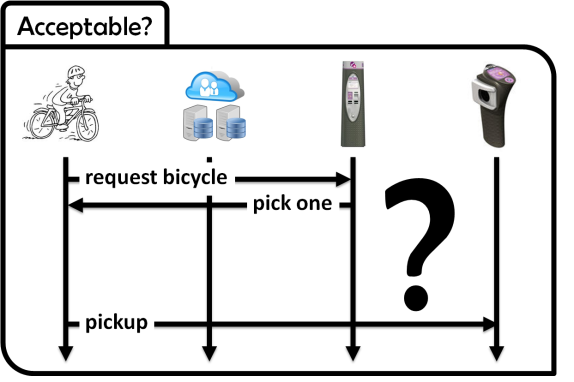 Acceptable?
request bicycle
pick one
?
pickup